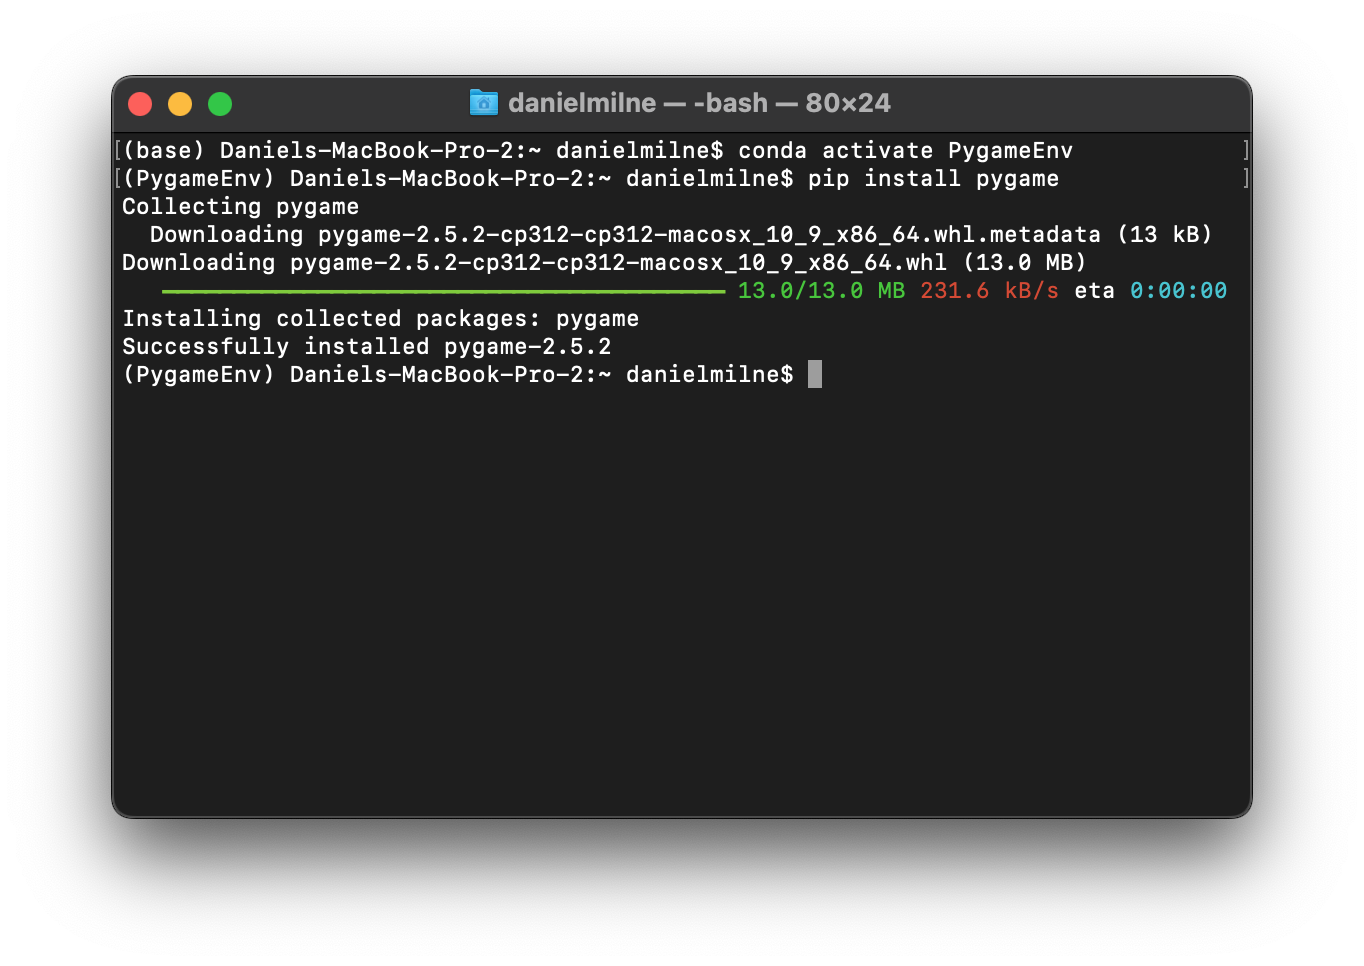 danielmilne — -bash — 80×24
[(base) Daniels-MacBook-Pro-2:~ danielmilne$ conda activate PygameEnv ]
[(PygameEnv) Daniels-MacBook-Pro-2:~ danielmilne$ pip install pygame ]
Collecting pygame
  Downloading pygame-2.5.2-cp312-cp312-macosx_10_9_x86_64.whl.metadata (13 kB)
Downloading pygame-2.5.2-cp312-cp312-macosx_10_9_x86_64.whl (13.0 MB)
13.0/13.0 MB 231.6 kB/s eta 0:00:00
Installing collected packages: pygame
Successfully installed pygame-2.5.2
(PygameEnv) Daniels-MacBook-Pro-2:~ danielmilne$